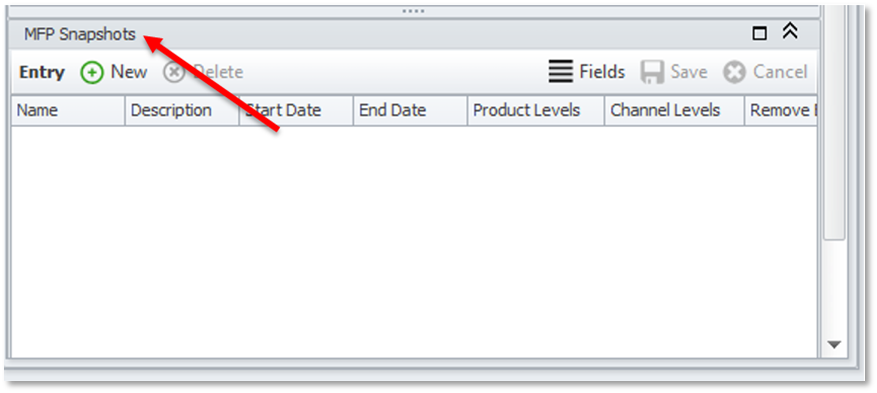 MFP Snapshots
Entry New Delete Fields Save Cancel
Name Description Start Date End Date Product Levels Channel Levels Remove